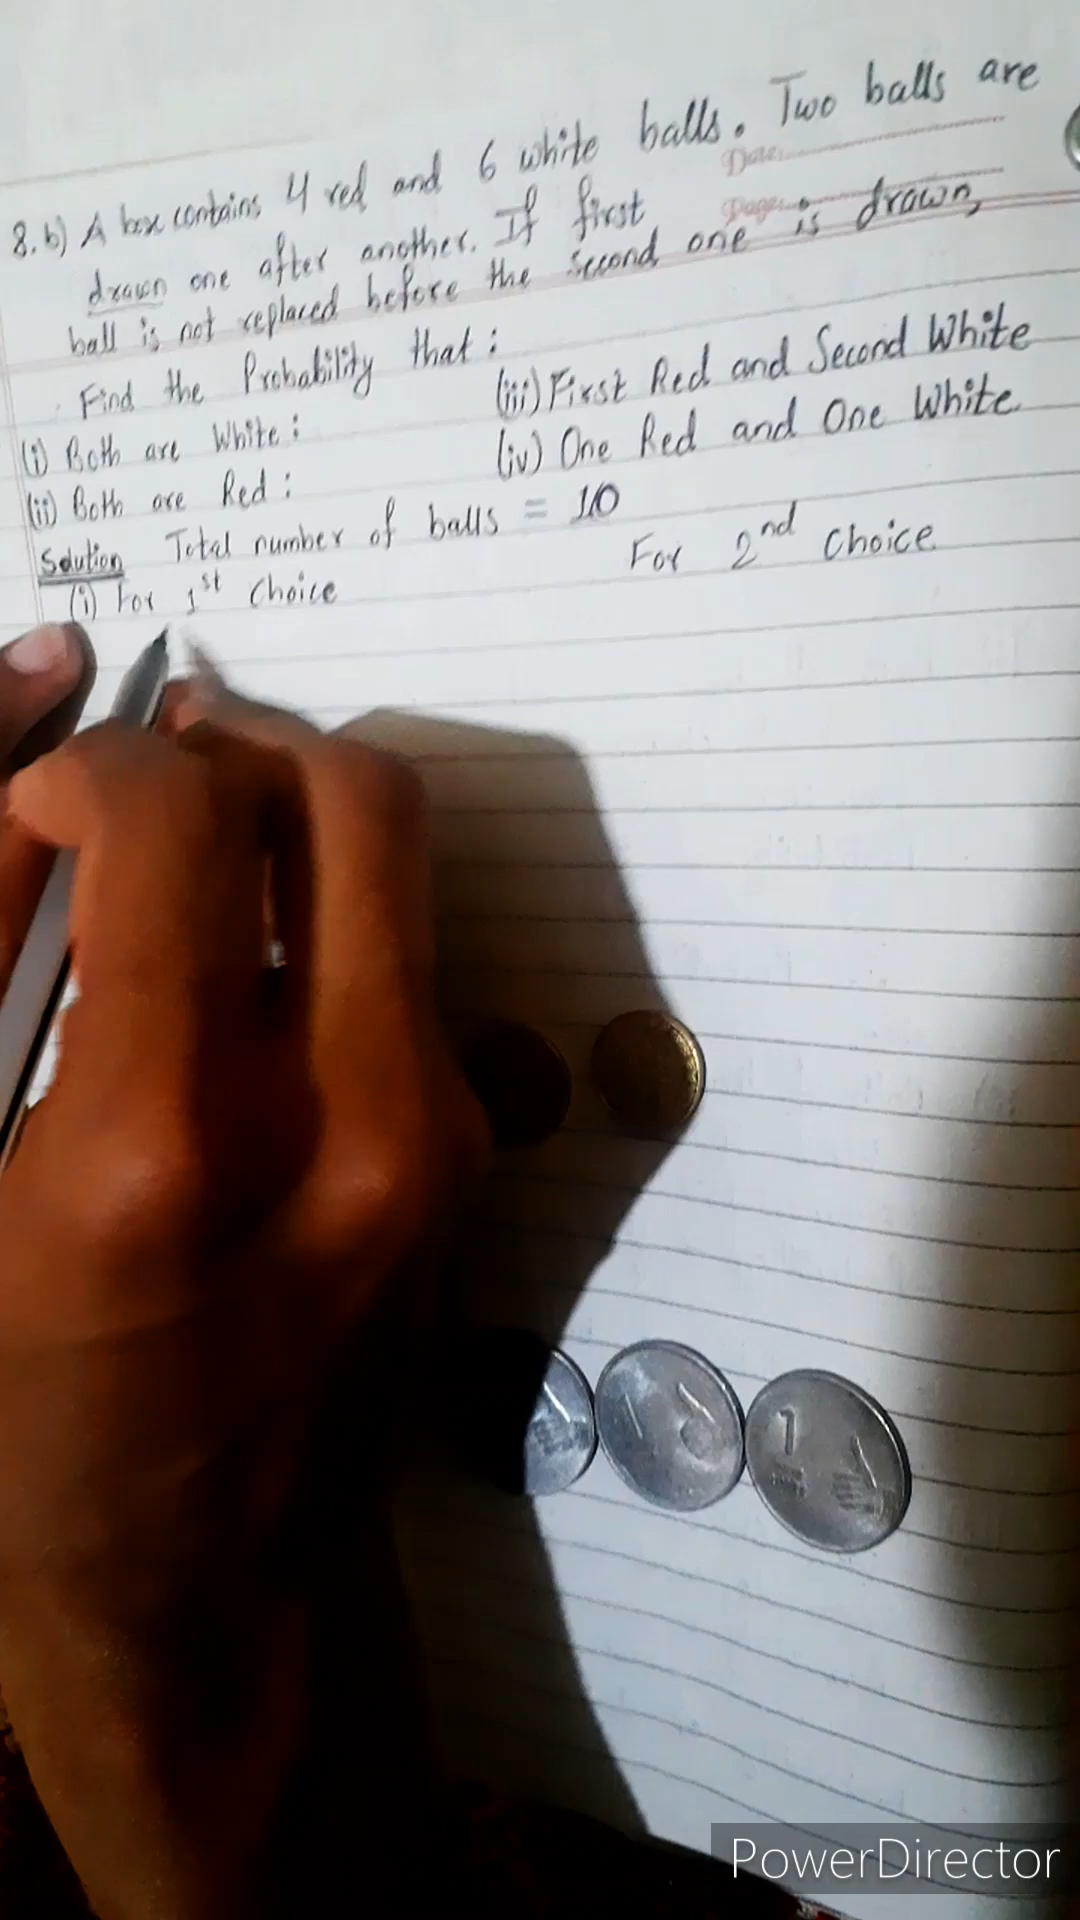 8.b) A box contains 4 red and 6 white balls. Two balls are
Date
Page
drawn one after another. If first
ball is not replaced before the second one is drawn,
Find the Probability that :
(i) Both are White :
(iii) First Red and Second White
(ii) Both are Red :
(iv) One Red and One White.
Solution Total number of balls = 10
(i) For 1st Choice
For 2nd Choice
1
1
1
PowerDirector